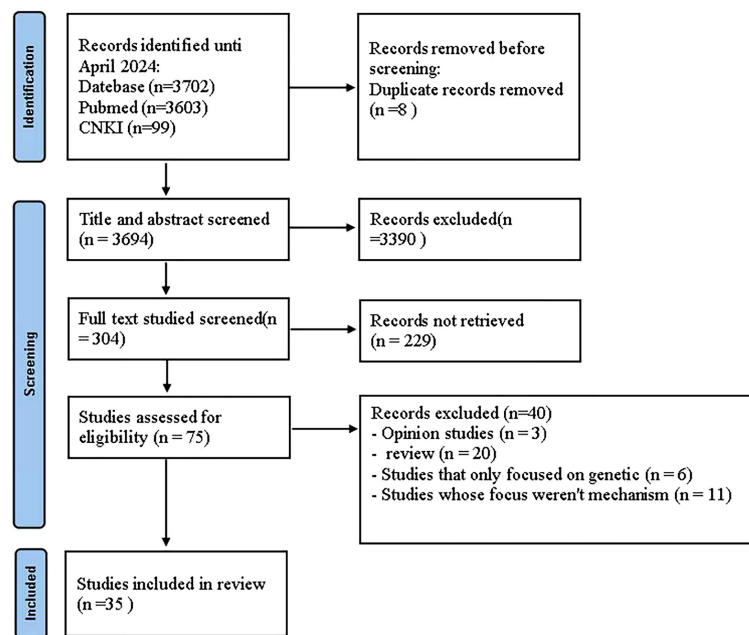 Identification
Records identified until
April 2024:
Datebase (n=3702)
Pubmed (n=3603)
CNKI (n=99)
Records removed before
screening:
Duplicate records removed
(n =8 )
Screening
Title and abstract screened
(n = 3694)
Records excluded(n
=3390 )
Full text studied screened(n
= 304)
Records not retrieved
(n = 229)
Studies assessed for
eligibility (n = 75)
Records excluded (n=40)
- Opinion studies (n = 3)
- review (n = 20)
- Studies that only focused on genetic (n = 6)
- Studies whose focus weren't mechanism (n = 11)
Included
Studies included in review
(n =35 )